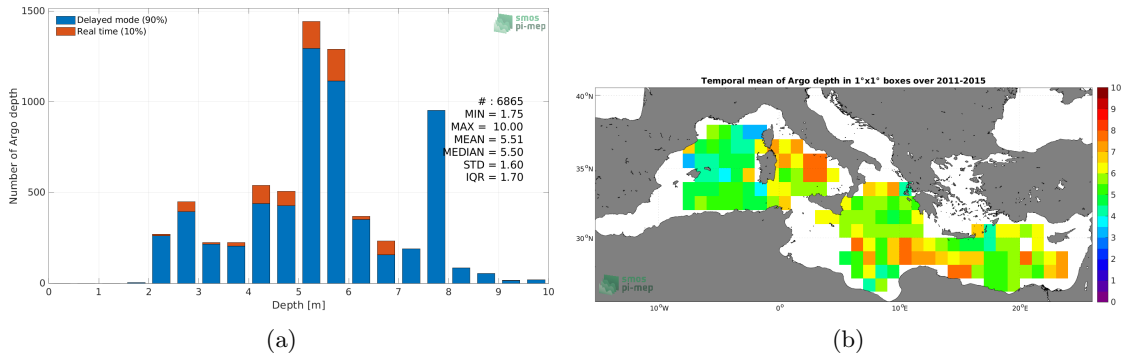 1500
1000
500
0
Number of Argo depth
Delayed mode (90%)
Real time (10%)
smos
pi-mep
# : 6865
MIN = 1.75
MAX = 10.00
MEAN = 5.51
MEDIAN = 5.50
STD = 1.60
IQR = 1.70
0 1 2 3 4 5 6 7 8 9 10
Depth [m]
(a)
Temporal mean of Argo depth in 1°x1° boxes over 2011-2015
40°N
35°N
30°N
10°W 0° 10°E 20°E
smos
pi-mep
10
9
8
7
6
5
4
3
2
1
0
(b)